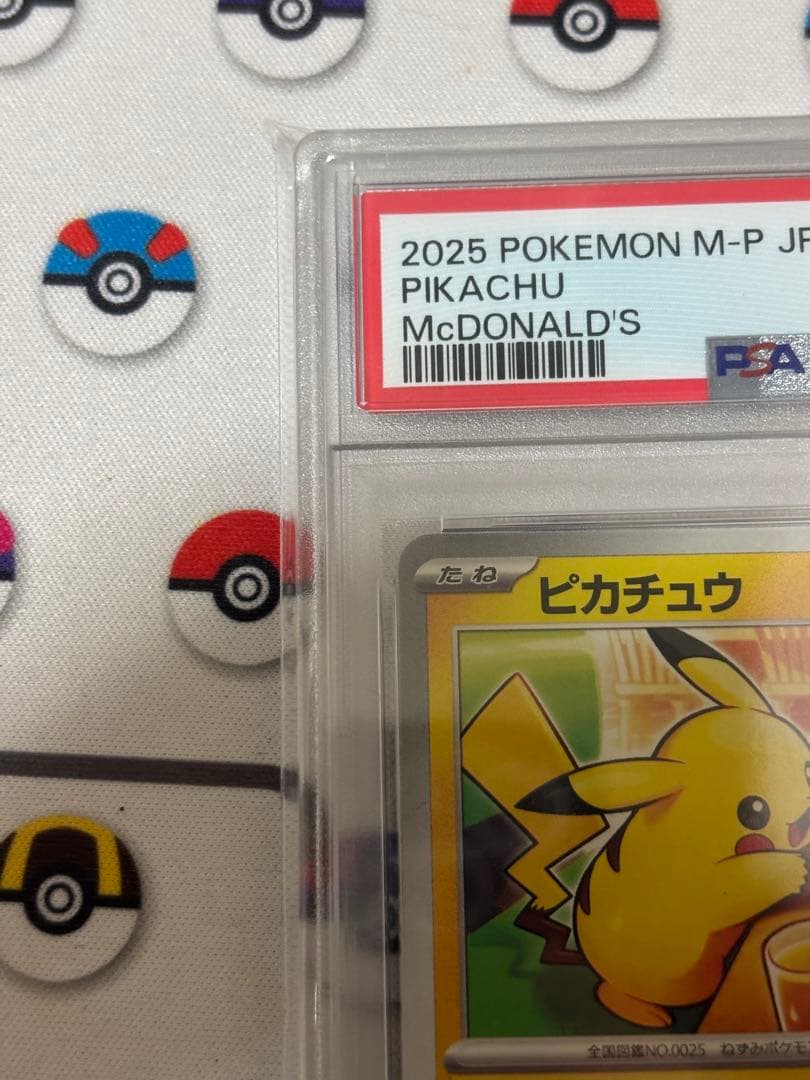 2025 POKEMON M-P JP
PIKACHU
McDONALD'S
PSA
たね
ピカチュウ
全国図鑑NO.0025 ねずみポケモン